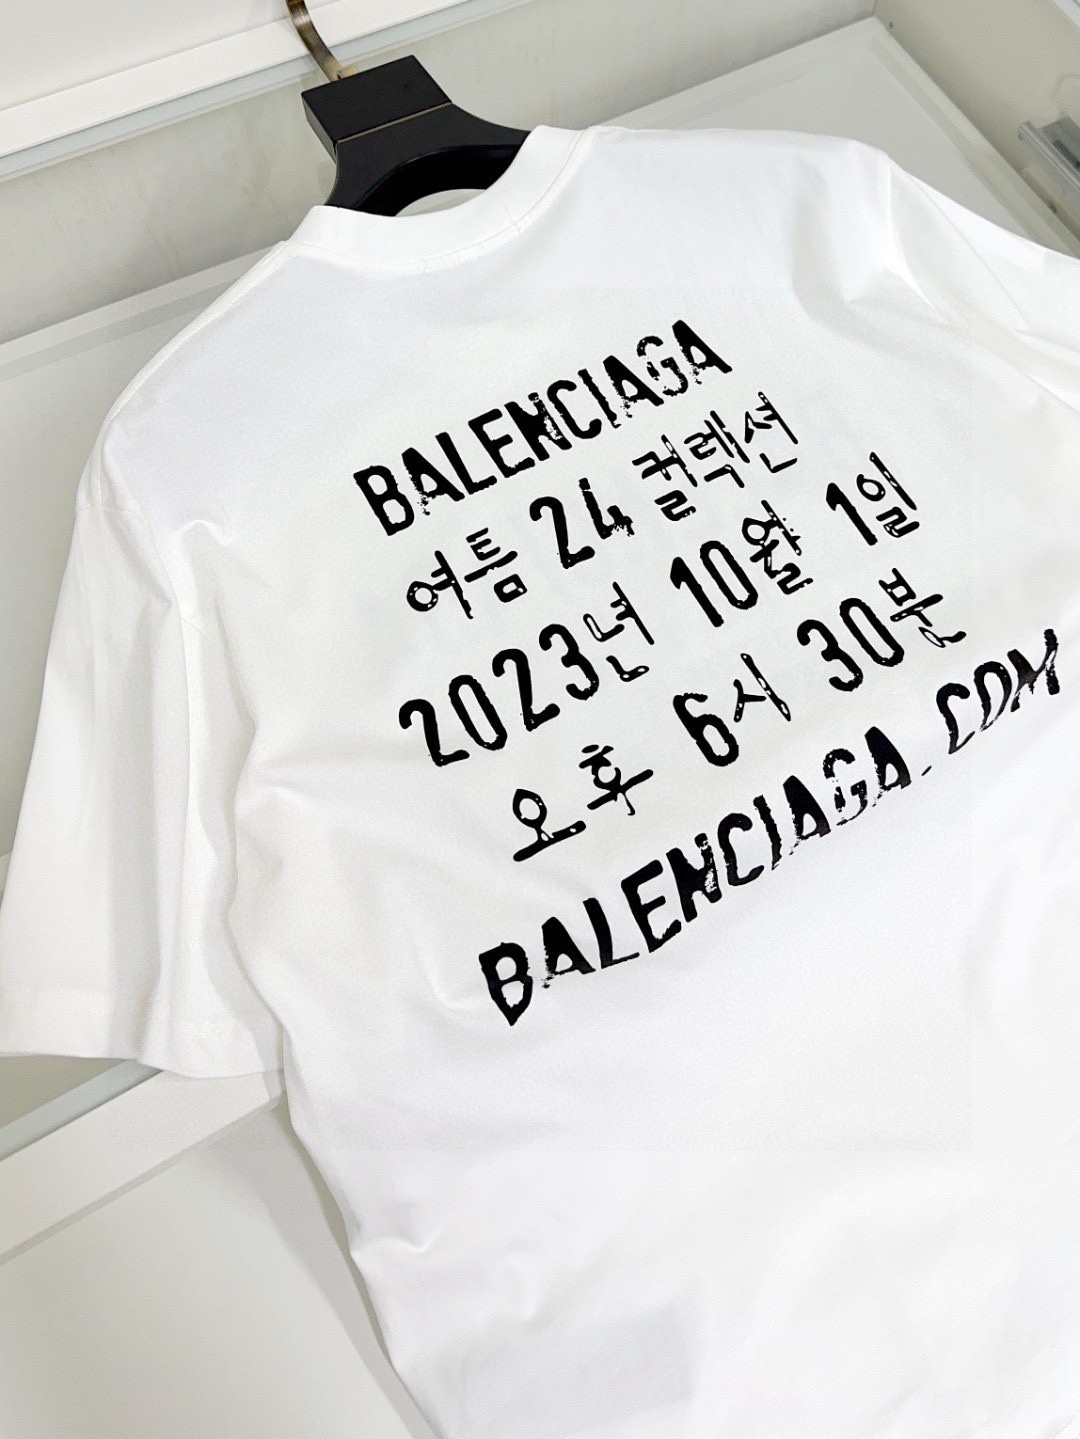 BALENCIAGA
여름 24 컬렉션
2023년 10월 1일
오후 6시 30분
BALENCIAGA.COM